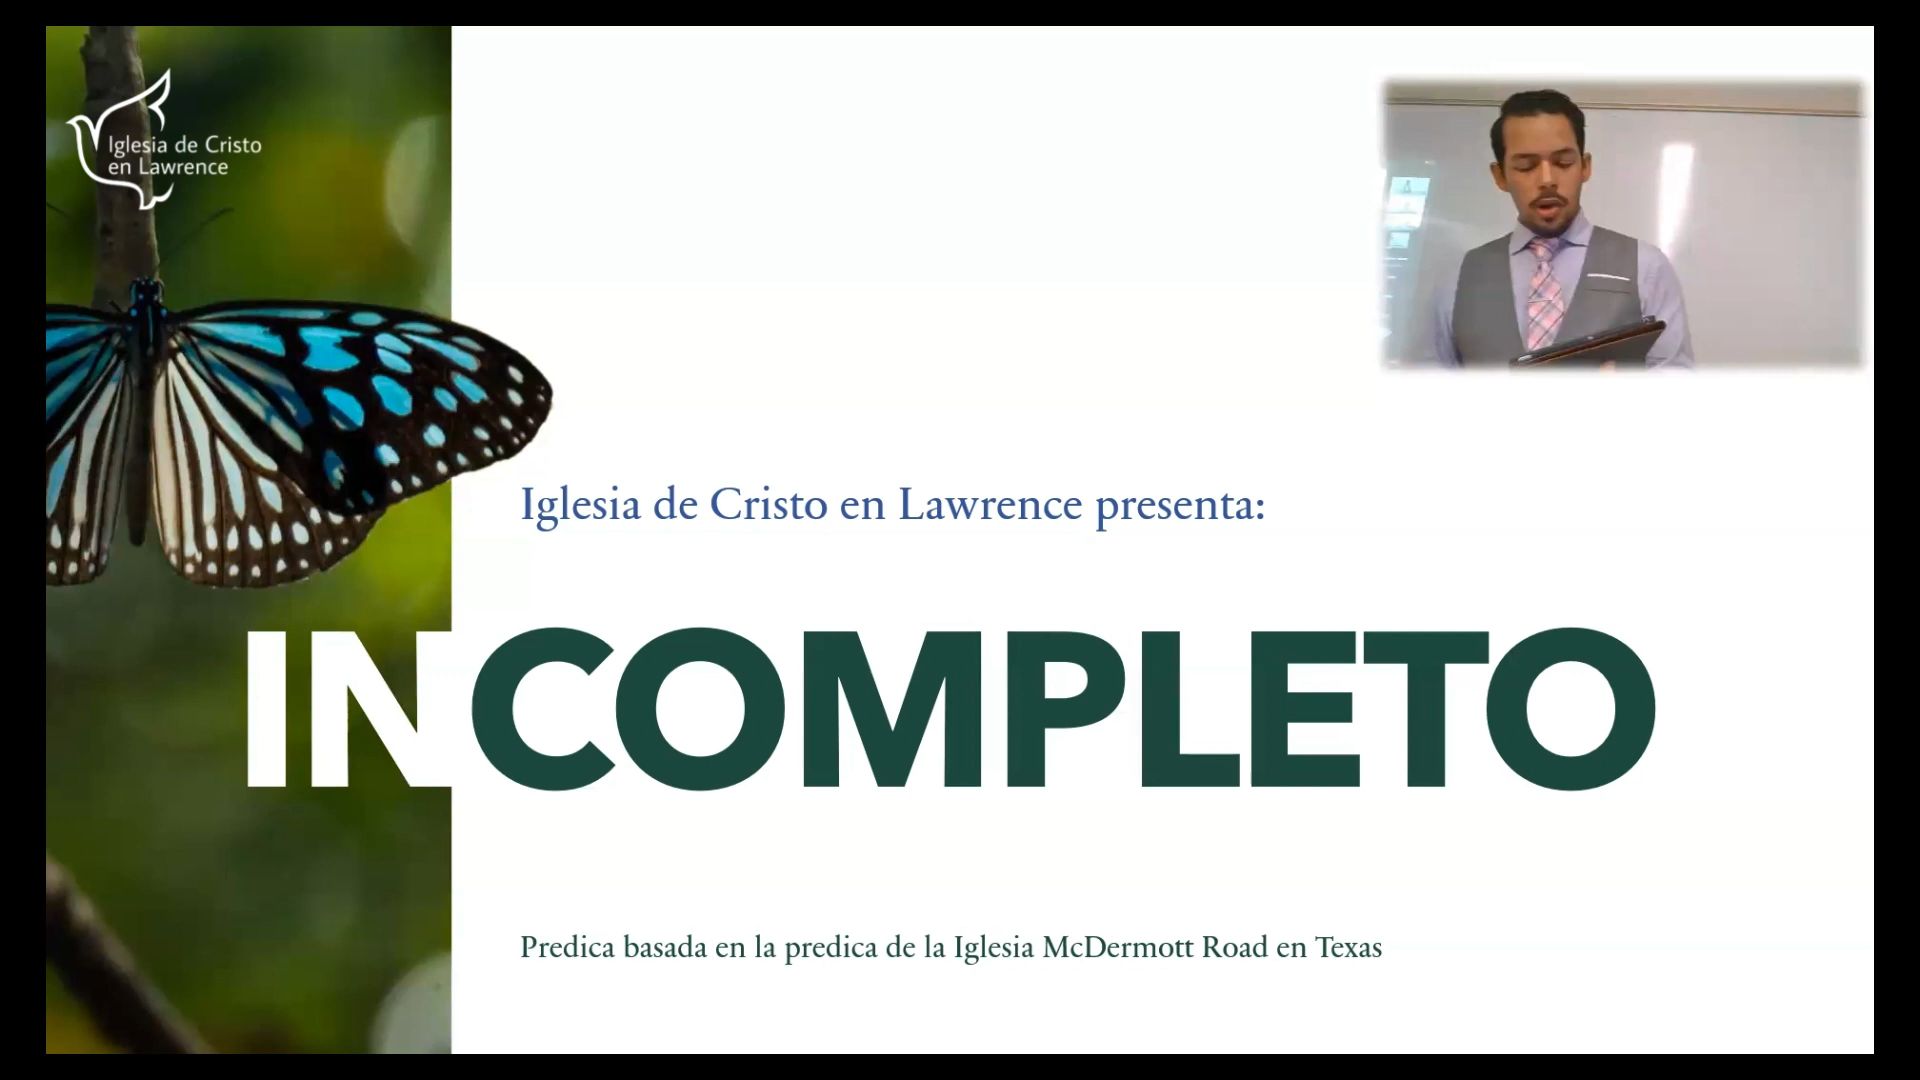 Iglesia de Cristo
en Lawrence
Iglesia de Cristo en Lawrence presenta:
INCOMPLETO
Predica basada en la predica de la Iglesia McDermott Road en Texas